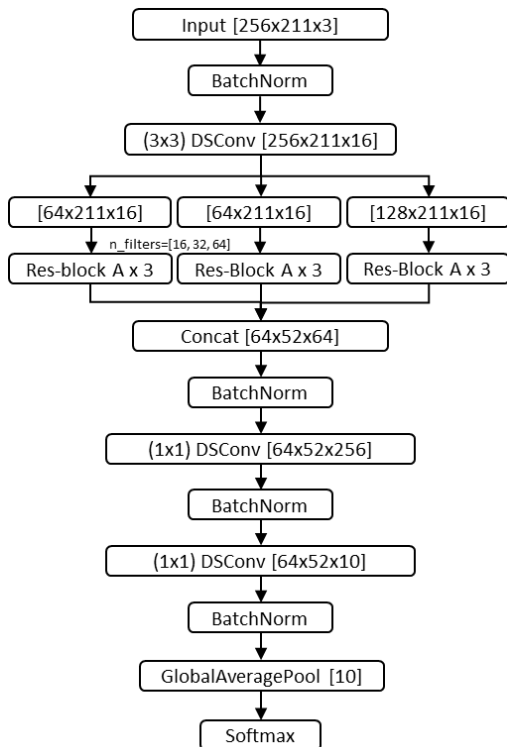 Input [256x211x3]
BatchNorm
(3x3) DSConv [256x211x16]
[64x211x16]
[64x211x16]
[128x211x16]
n_filters=[16, 32, 64]
Res-block A x 3
Res-Block A x 3
Res-Block A x 3
Concat [64x52x64]
BatchNorm
(1x1) DSConv [64x52x256]
BatchNorm
(1x1) DSConv [64x52x10]
BatchNorm
GlobalAveragePool [10]
Softmax